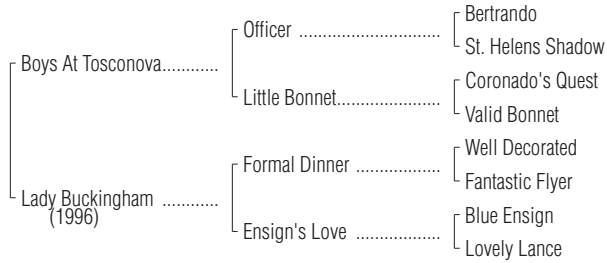 Bertrando
Officer ....................................
St. Helens Shadow
Boys At Tosconova............
Coronado's Quest
Little Bonnet..........................
Valid Bonnet
Well Decorated
Formal Dinner .....................
Fantastic Flyer
Lady Buckingham ............
(1996)
Blue Ensign
Ensign's Love .....................
Lovely Lance